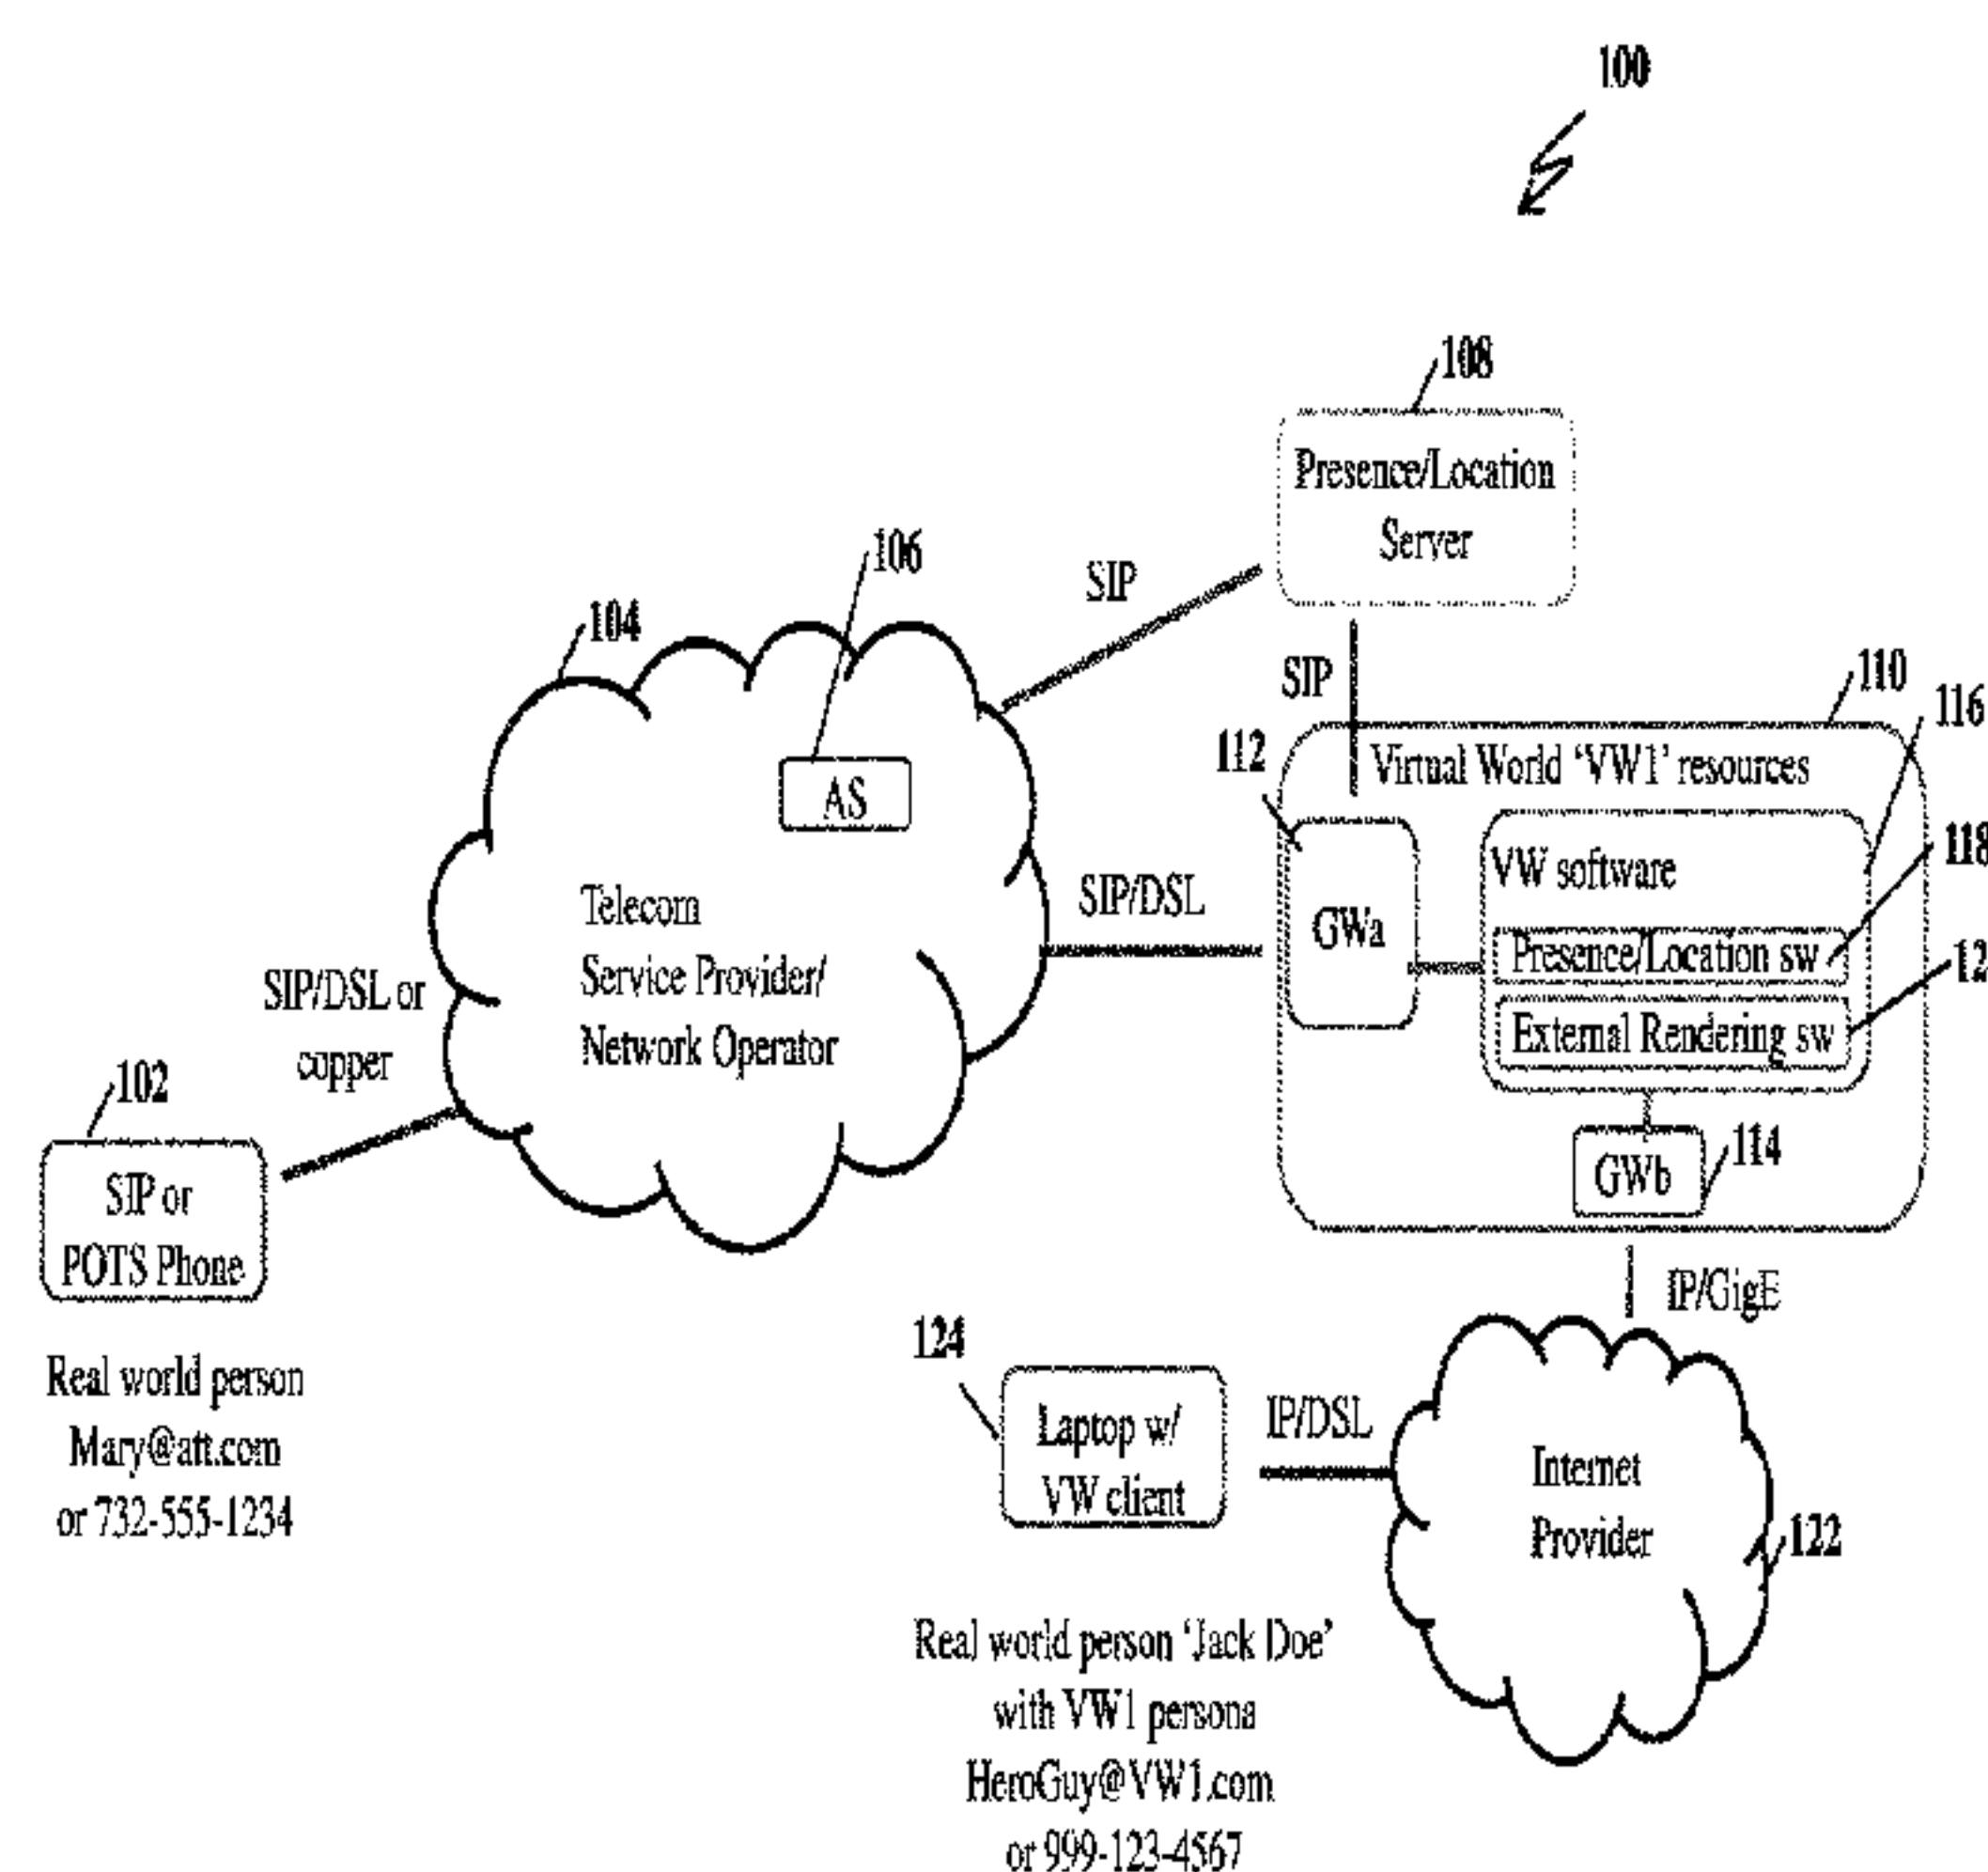 100
108
Presence/Location
Server
106
SIP
104
SIP
110
116
112
Virtual World ‘VW1’ resources
AS
118
VW software
SIP/DSL
Telecom
GWa
Presence/Location sw
12
Service Provider/
SIP/DSL or
External Rendering sw
Network Operator
copper
102
114
GWb
SIP or
POTS Phone
IP/GigE
124
Real world person
Laptop w/
IP/DSL
Mary@att.com
Internet
VW client
or 732-555-1234
Provider
122
Real world person ‘Jack Doe’
with VW1 persona
HeroGuy@VW1.com
or 999-123-4567